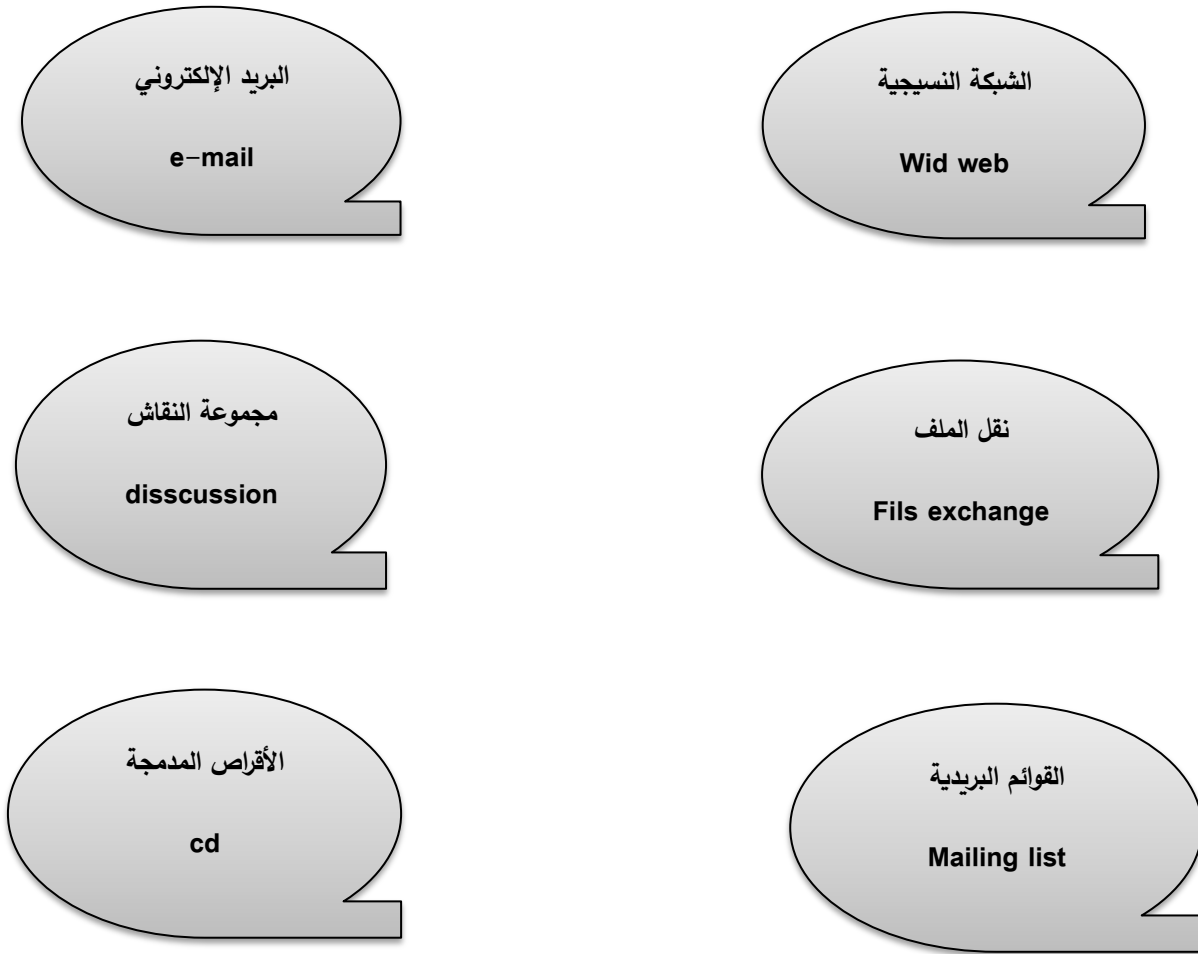 الشبكة النسيجية
Wid web
البريد الإلكتروني
e-mail
نقل الملف
Fils exchange
مجموعة النقاش
disscussion
القوائم البريدية
Mailing list
الأقراص المدمجة
cd